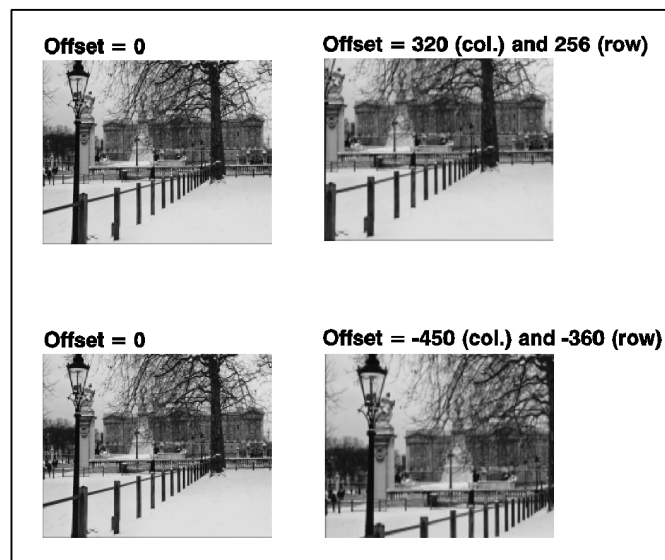 Offset = 0
Offset = 320 (col.) and 256 (row)
Offset = 0
Offset = -450 (col.) and -360 (row)